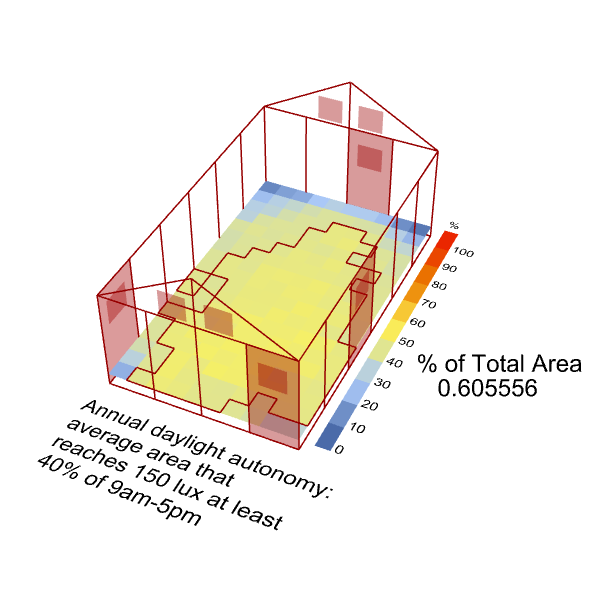 %
100
90
80
70
60
50
40
30
20
10
0
% of Total Area
0.605556
Annual daylight autonomy:
average area that
reaches 150 lux at least
40% of 9am-5pm